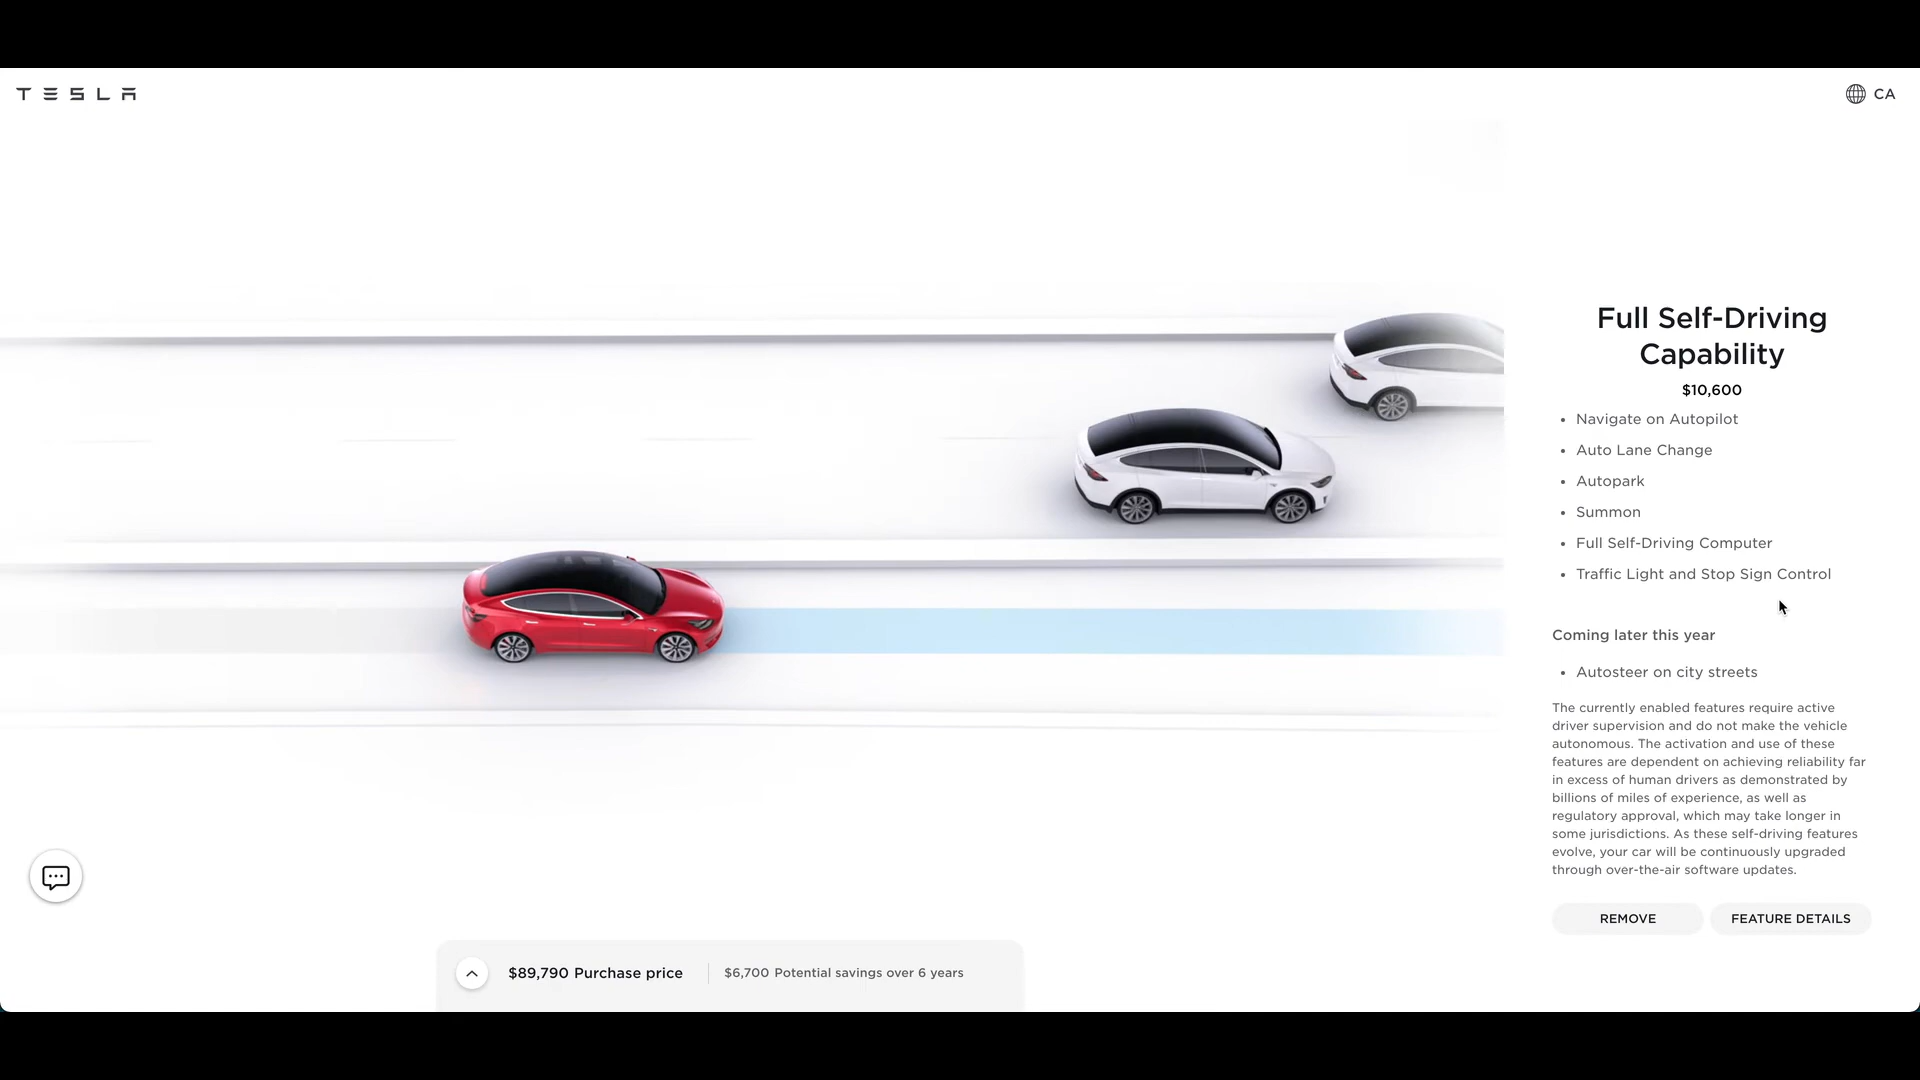 TESLA
CA
Full Self-Driving
Capability
$10,600
• Navigate on Autopilot
• Auto Lane Change
• Autopark
• Summon
• Full Self-Driving Computer
• Traffic Light and Stop Sign Control
Coming later this year
• Autosteer on city streets
The currently enabled features require active
driver supervision and do not make the vehicle
autonomous. The activation and use of these
features are dependent on achieving reliability far
in excess of human drivers as demonstrated by
billions of miles of experience, as well as
regulatory approval, which may take longer in
some jurisdictions. As these self-driving features
evolve, your car will be continuously upgraded
through over-the-air software updates.
REMOVE FEATURE DETAILS
$89,790 Purchase price $6,700 Potential savings over 6 years